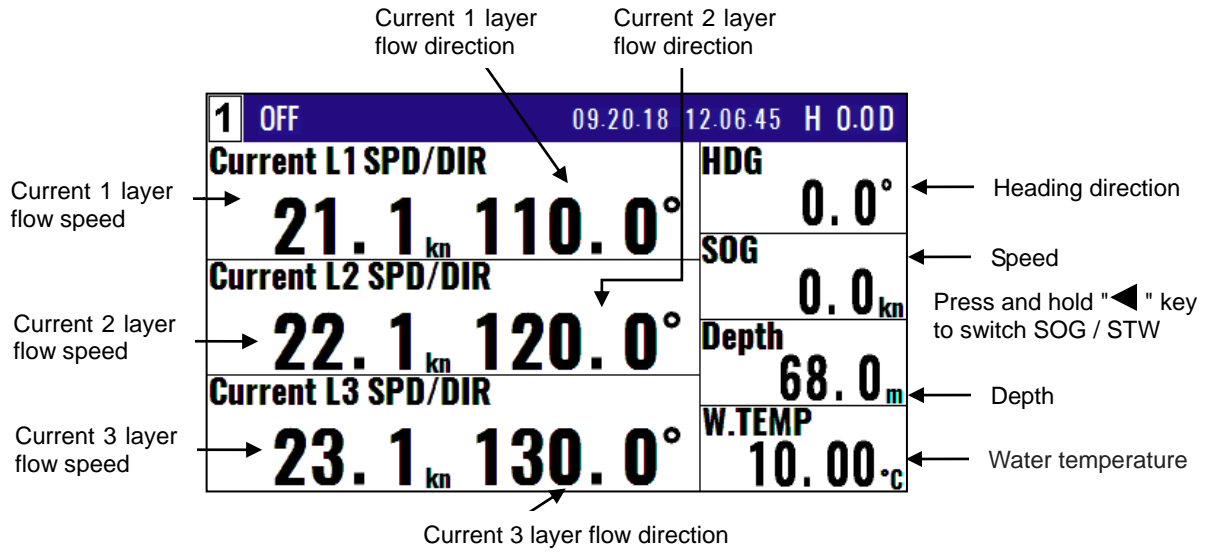 Current 1 layer
flow direction
Current 2 layer
flow direction
1 OFF 09-20-18 12-06-45 H 0.0D
Current L1 SPD/DIR
21.1kn 110.0°
Current L2 SPD/DIR
22.1kn 120.0°
Current L3 SPD/DIR
23.1kn 130.0°
HDG
0.0°
SOG
0.0kn
Depth
68.0m
W.TEMP
10.00°C
Current 1 layer
flow speed
Current 2 layer
flow speed
Current 3 layer
flow speed
Heading direction
Speed
Press and hold "◀ " key
to switch SOG / STW
Depth
Water temperature
Current 3 layer flow direction